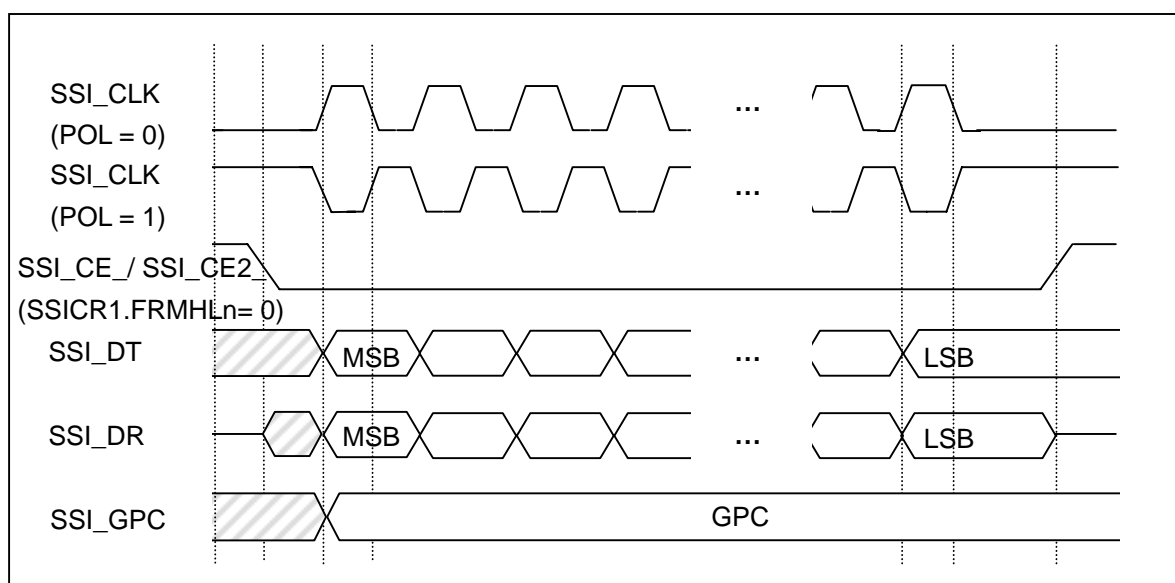 SSI_CLK
(POL = 0)
...
SSI_CLK
(POL = 1)
...
SSI_CE_/ SSI_CE2_
(SSICR1.FRMHLn= 0)
SSI_DT
MSB
...
LSB
SSI_DR
MSB
...
LSB
SSI_GPC
GPC